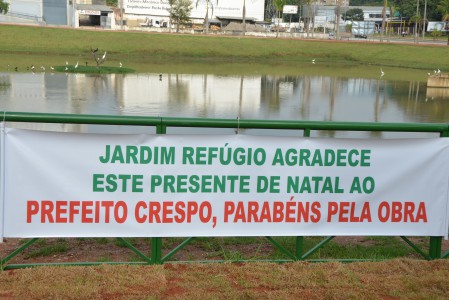 JARDIM REFÚGIO AGRADECE
ESTE PRESENTE DE NATAL AO
PREFEITO CRESPO, PARABÉNS PELA OBRA